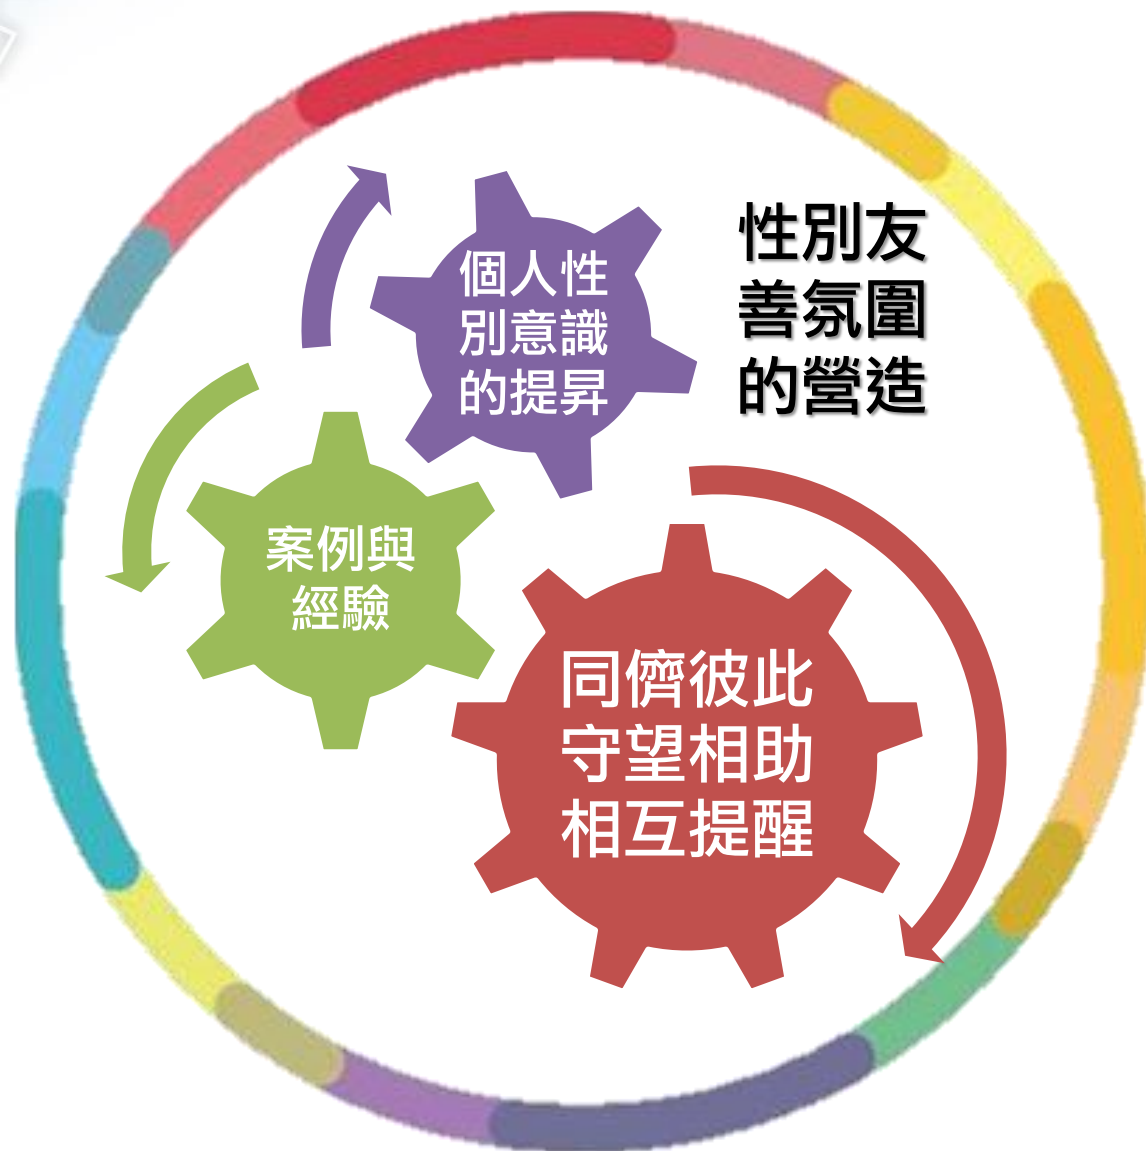 性別友
善氛圍
的營造
個人性
別意識
的提昇
案例與
經驗
同儕彼此
守望相助
相互提醒